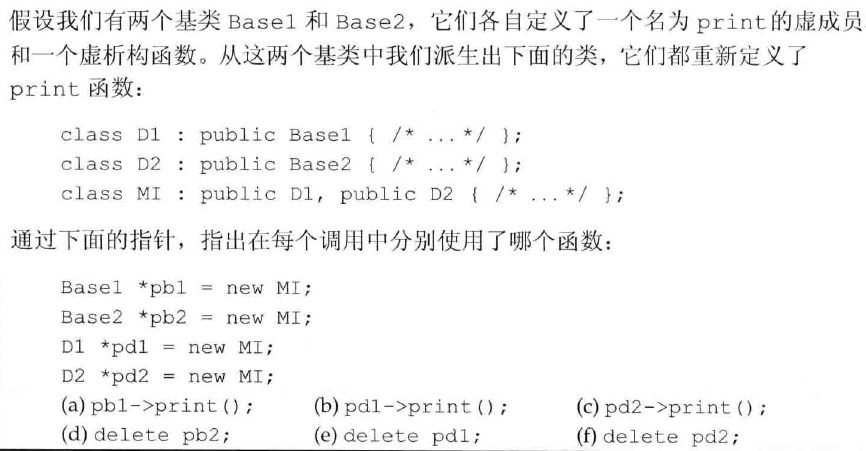 假设我们有两个基类 Base1 和 Base2，它们各自定义了一个名为 print的虚成员
和一个虚析构函数。从这两个基类中我们派生出下面的类，它们都重新定义了
print 函数：
class D1 : public Base1 { /* ...*/ };
class D2 : public Base2 { /* ...*/ };
class MI : public D1, public D2 { /* ...*/ };
通过下面的指针，指出在每个调用中分别使用了哪个函数：
Base1 *pb1 = new MI;
Base2 *pb2 = new MI;
D1 *pd1 = new MI;
D2 *pd2 = new MI;
(a) pb1->print(); (b) pd1->print(); (c) pd2->print();
(d) delete pb2; (e) delete pd1; (f) delete pd2;